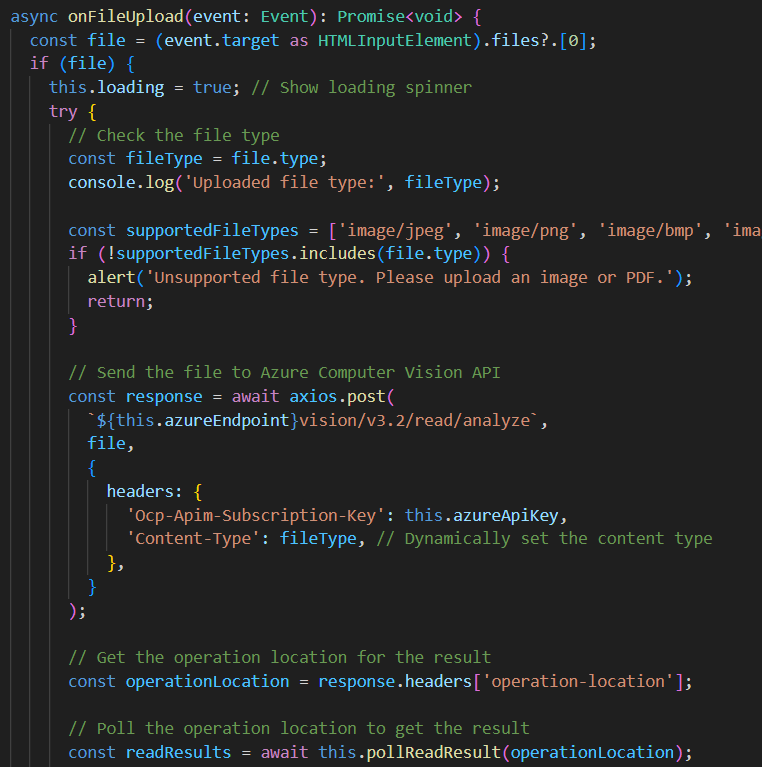 async onFileUpload(event: Event): Promise<void> {
const file = (event.target as HTMLInputElement).files?.[0];
if (file) {
this.loading = true; // Show loading spinner
try {
// Check the file type
const fileType = file.type;
console.log('Uploaded file type:', fileType);
const supportedFileTypes = ['image/jpeg', 'image/png', 'image/bmp', 'ima
if (!supportedFileTypes.includes(file.type)) {
alert('Unsupported file type. Please upload an image or PDF.');
return;
}
// Send the file to Azure Computer Vision API
const response = await axios.post(
`${this.azureEndpoint}vision/v3.2/read/analyze`,
file,
{
headers: {
'Ocp-Apim-Subscription-Key': this.azureApiKey,
'Content-Type': fileType, // Dynamically set the content type
},
}
);
// Get the operation location for the result
const operationLocation = response.headers['operation-location'];
// Poll the operation location to get the result
const readResults = await this.pollReadResult(operationLocation);